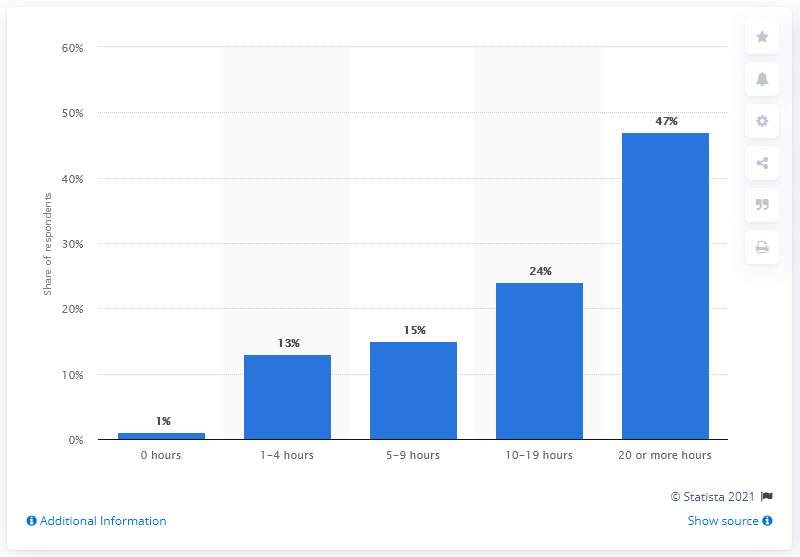 60%
50%
40%
30%
20%
10%
0%
Share of respondents
1%
13%
15%
24%
47%
0 hours
1-4 hours
5-9 hours
10-19 hours
20 or more hours
© Statista 2021
Additional Information
Show source